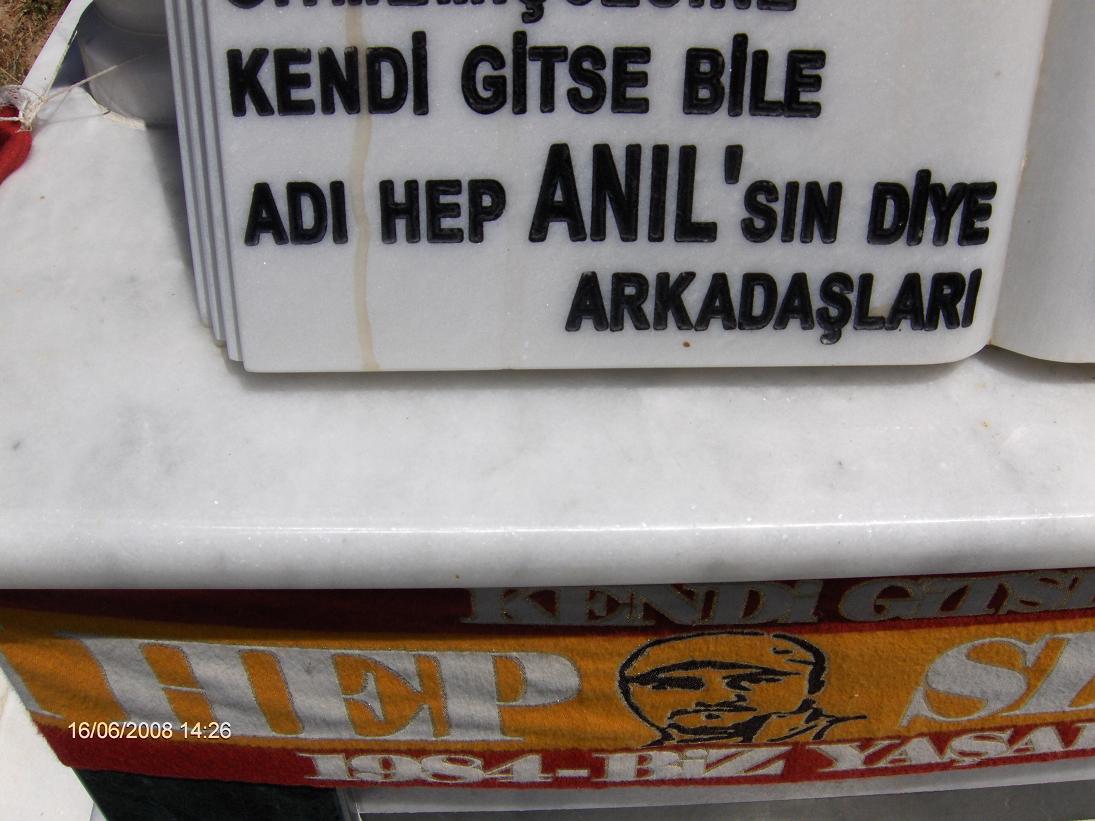 KENDİ GİTSE BİLE
ADI HEP ANIL'SIN DİYE
ARKADAŞLARI
KENDİ
HEP
1984-BİZ
16/06/2008 14:26